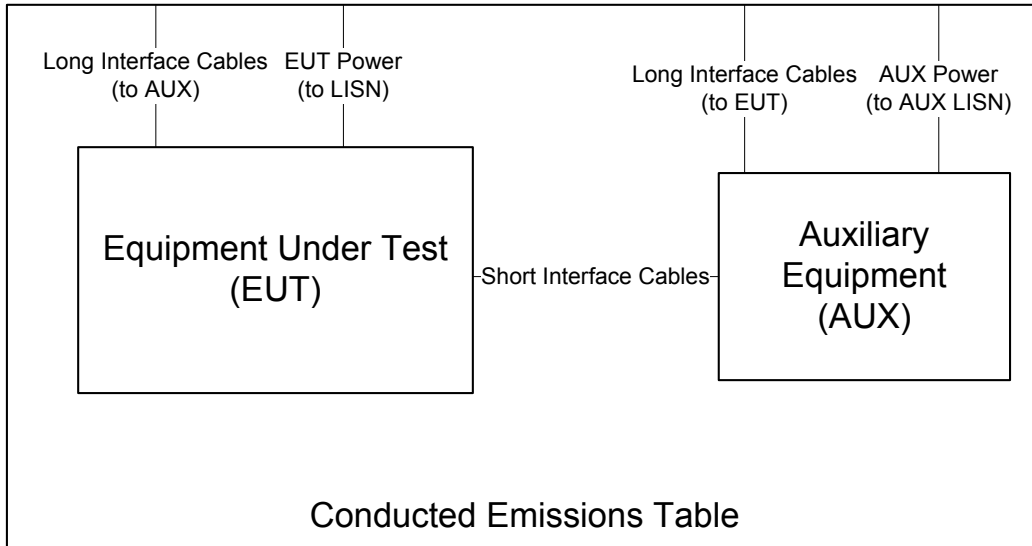 Long Interface Cables
(to AUX)
EUT Power
(to LISN)
Long Interface Cables
(to EUT)
AUX Power
(to AUX LISN)
Equipment Under Test
(EUT)
Short Interface Cables
Auxiliary
Equipment
(AUX)
Conducted Emissions Table